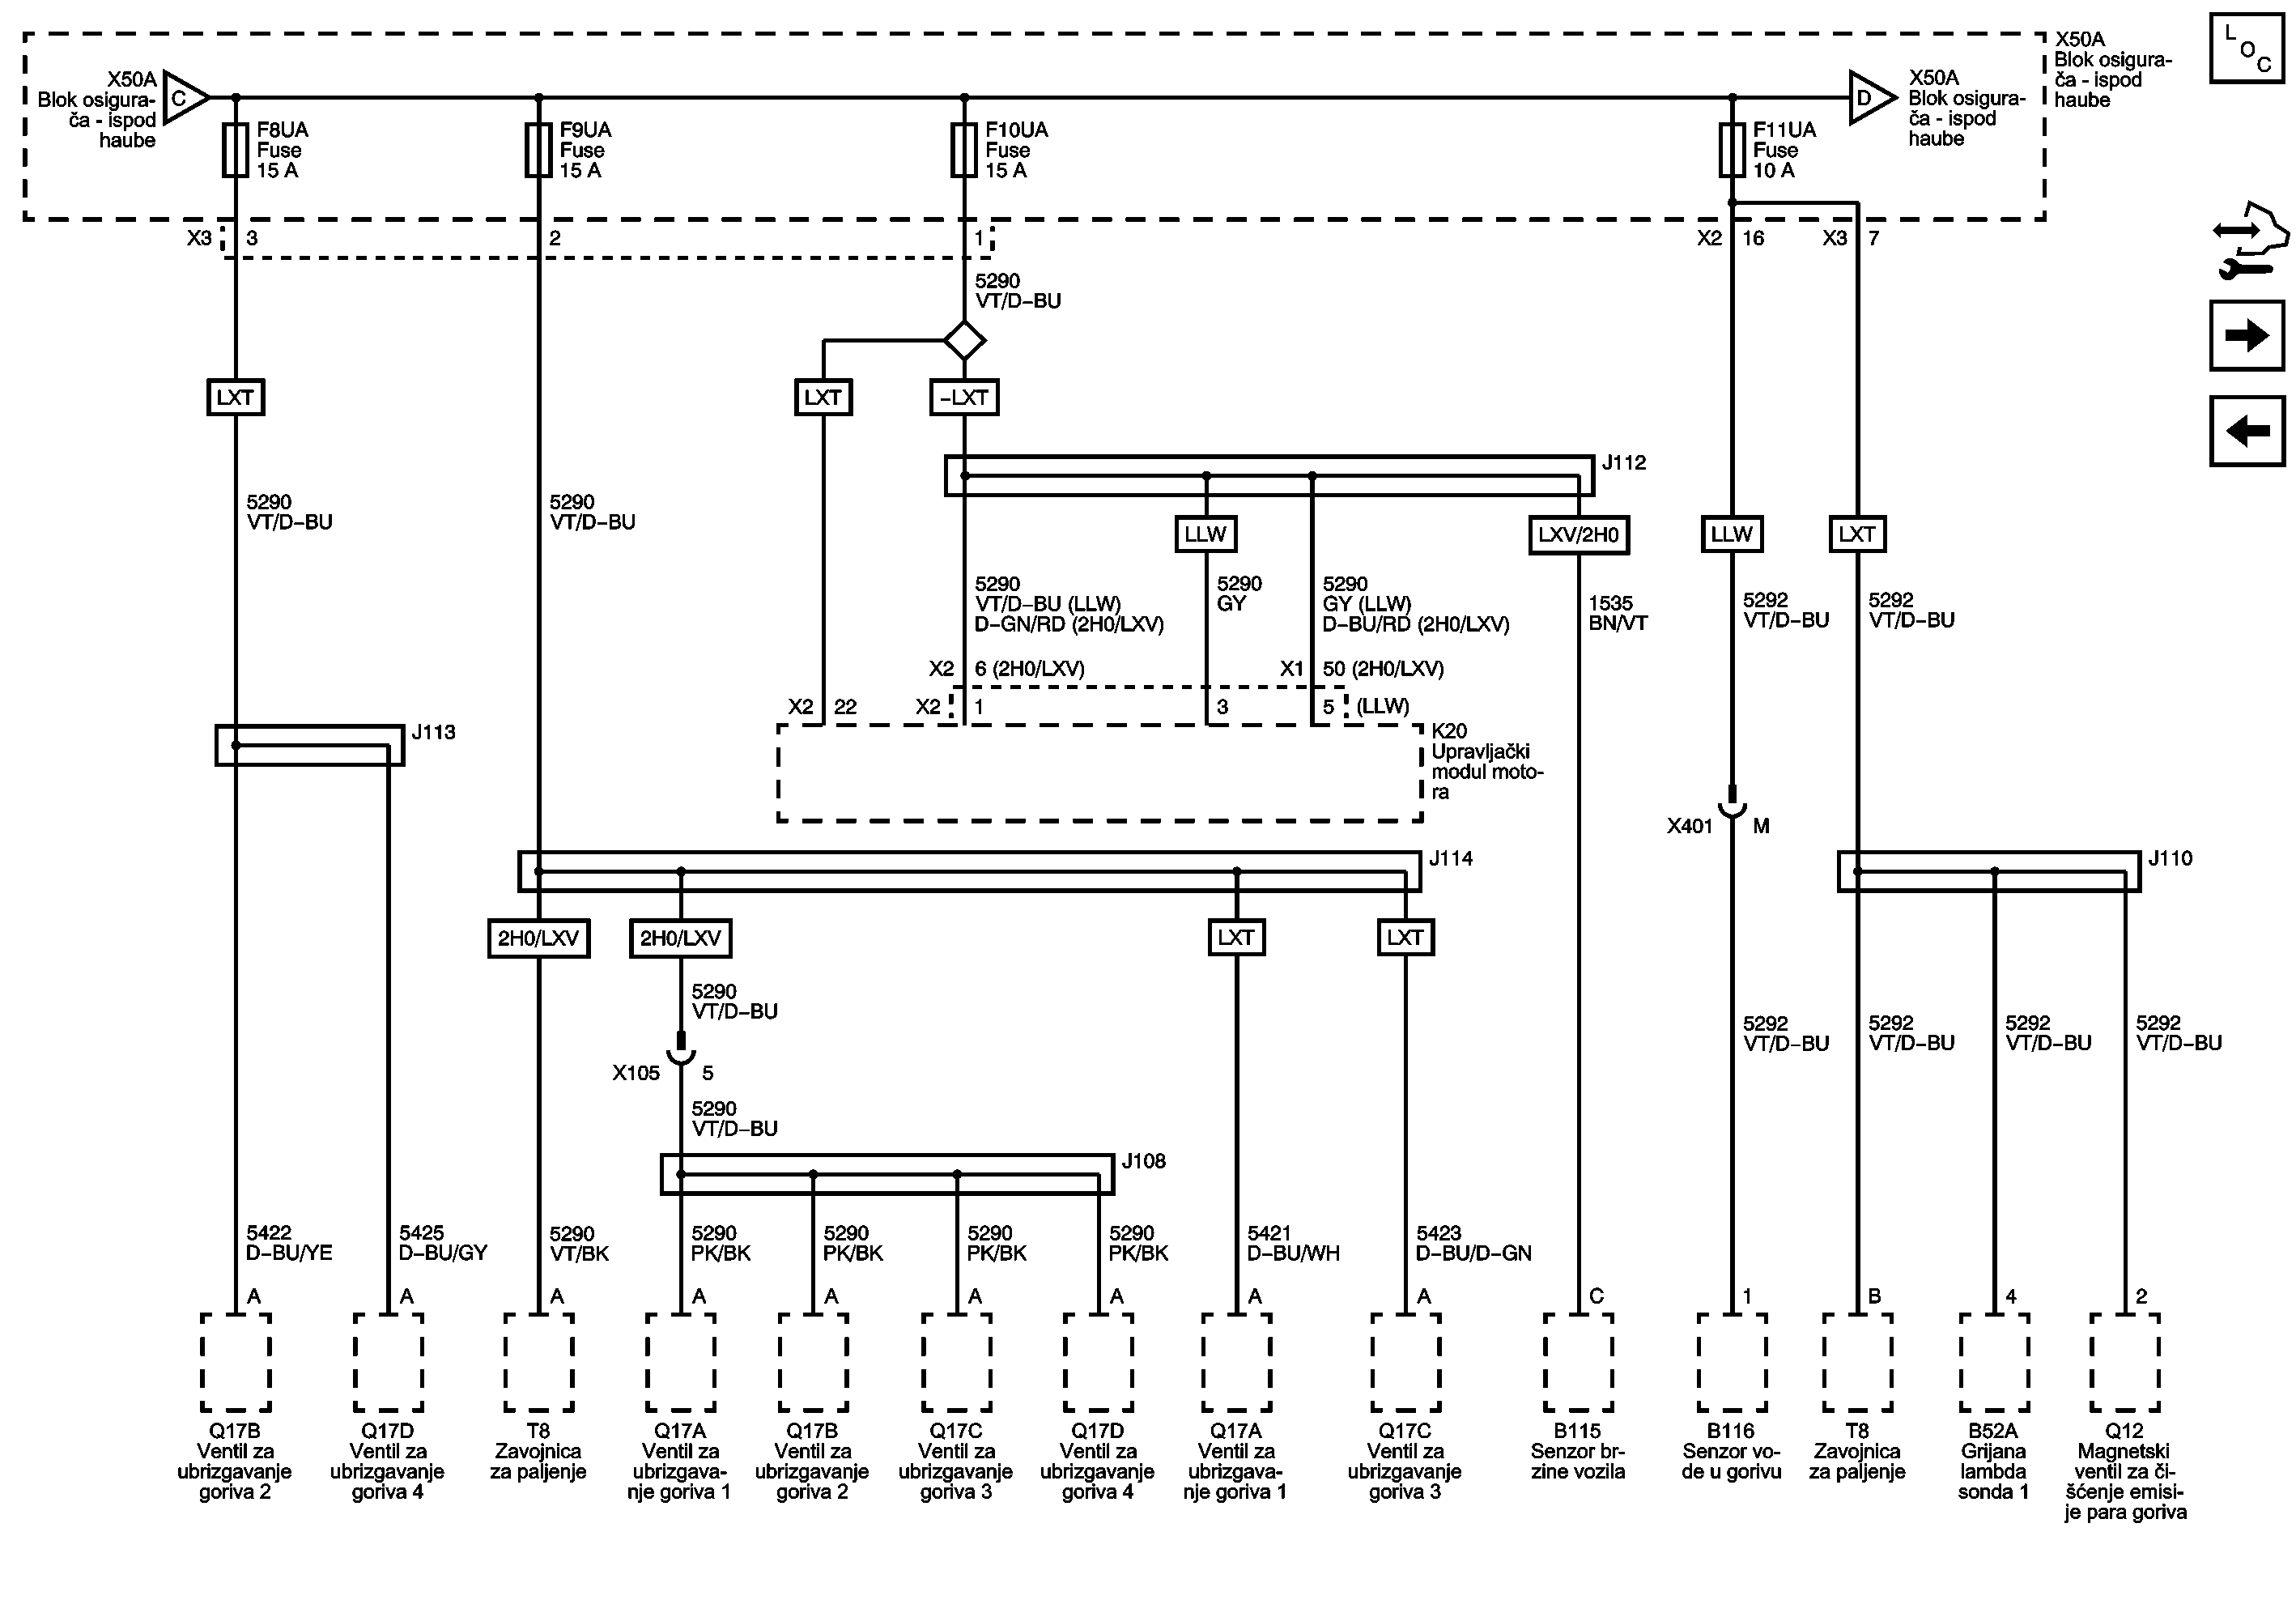 X50A
Blok osigura-
ča - ispod
haube
C
F8UA
Fuse
15 A
F9UA
Fuse
15 A
F10UA
Fuse
15 A
F11UA
Fuse
10 A
D
X50A
Blok osigura-
ča - ispod
haube
X50A
Blok osigura-
ča - ispod
haube
L
O
C
X3
3
2
1
X2
16
X3
7
5290
VT/D-BU
LXT
LXT
-LXT
J112
5290
VT/D-BU
5290
VT/D-BU
LLW
LXV/2H0
LLW
LXT
5290
VT/D-BU (LLW)
D-GN/RD (2H0/LXV)
5290
GY
5290
GY (LLW)
D-BU/RD (2H0/LXV)
1535
BN/VT
5292
VT/D-BU
5292
VT/D-BU
X2
6 (2H0/LXV)
X1
50 (2H0/LXV)
X2
22
X2
1
3
5
(LLW)
J113
K20
Upravljački
modul moto-
ra
X401
M
J114
J110
2H0/LXV
2H0/LXV
LXT
LXT
5290
VT/D-BU
X105
5
5290
VT/D-BU
5292
VT/D-BU
5292
VT/D-BU
5292
VT/D-BU
5292
VT/D-BU
J108
5422
D-BU/YE
5425
D-BU/GY
5290
VT/BK
5290
PK/BK
5290
PK/BK
5290
PK/BK
5290
PK/BK
5421
D-BU/WH
5423
D-BU/D-GN
A
A
A
A
A
A
A
A
A
C
1
B
4
2
Q17B
Ventil za
ubrizgavanje
goriva 2
Q17D
Ventil za
ubrizgavanje
goriva 4
T8
Zavojnica
za paljenje
Q17A
Ventil za
ubrizgava-
nje goriva 1
Q17B
Ventil za
ubrizgavanje
goriva 2
Q17C
Ventil za
ubrizgavanje
goriva 3
Q17D
Ventil za
ubrizgavanje
goriva 4
Q17A
Ventil za
ubrizgava-
nje goriva 1
Q17C
Ventil za
ubrizgavanje
goriva 3
B115
Senzor br-
zine vozila
B116
Senzor vo-
de u gorivu
T8
Zavojnica
za paljenje
B52A
Grijana
lambda
sonda 1
Q12
Magnetski
ventil za či-
šćenje emisi-
je para goriva